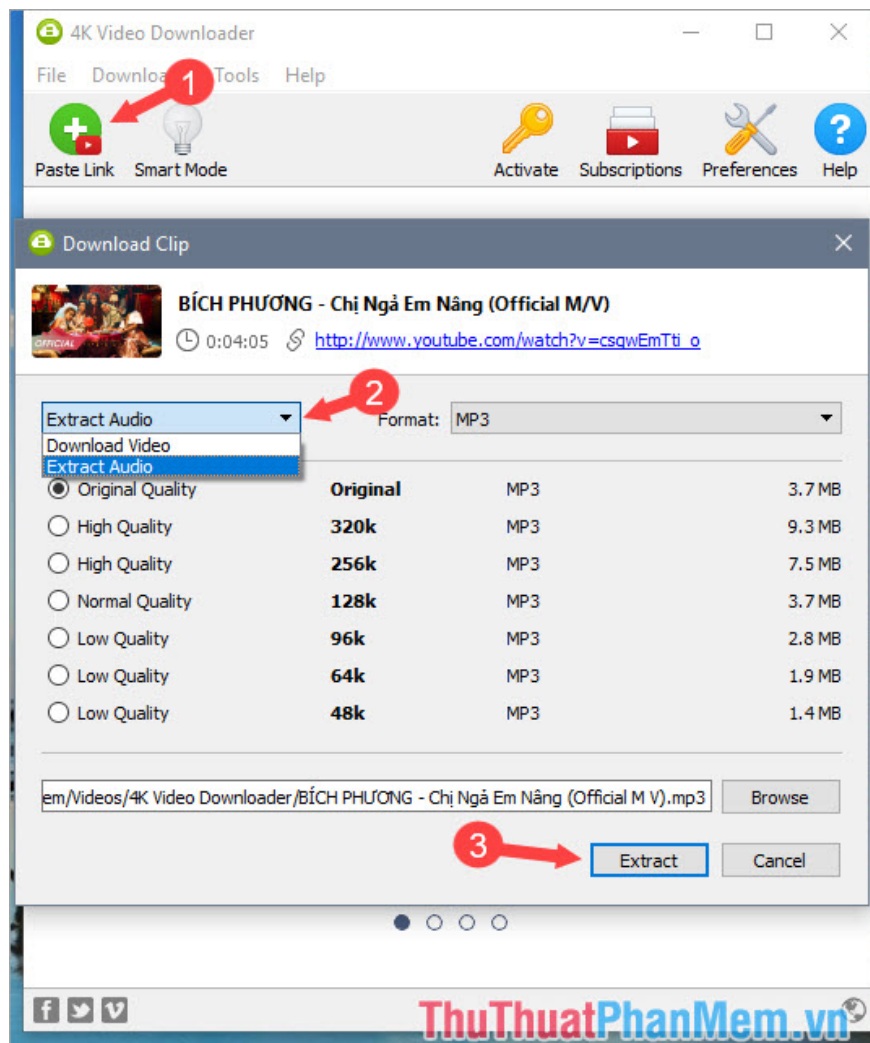 4K Video Downloader
File Downloa Tools Help
1
Paste Link Smart Mode Activate Subscriptions Preferences Help
Download Clip
OFFICIAL
BÍCH PHƯƠNG - Chị Ngả Em Nâng (Official M/V)
0:04:05 http://www.youtube.com/watch?v=csqwEmTti_o
2
Extract Audio Format: MP3
Download Video
Extract Audio
Original Quality Original MP3 3.7 MB
High Quality 320k MP3 9.3 MB
High Quality 256k MP3 7.5 MB
Normal Quality 128k MP3 3.7 MB
Low Quality 96k MP3 2.8 MB
Low Quality 64k MP3 1.9 MB
Low Quality 48k MP3 1.4 MB
em/Videos/4K Video Downloader/BÍCH PHƯƠNG - Chị Ngả Em Nâng (Official M V).mp3 Browse
3
Extract Cancel
ThuThuatPhanMem.vn